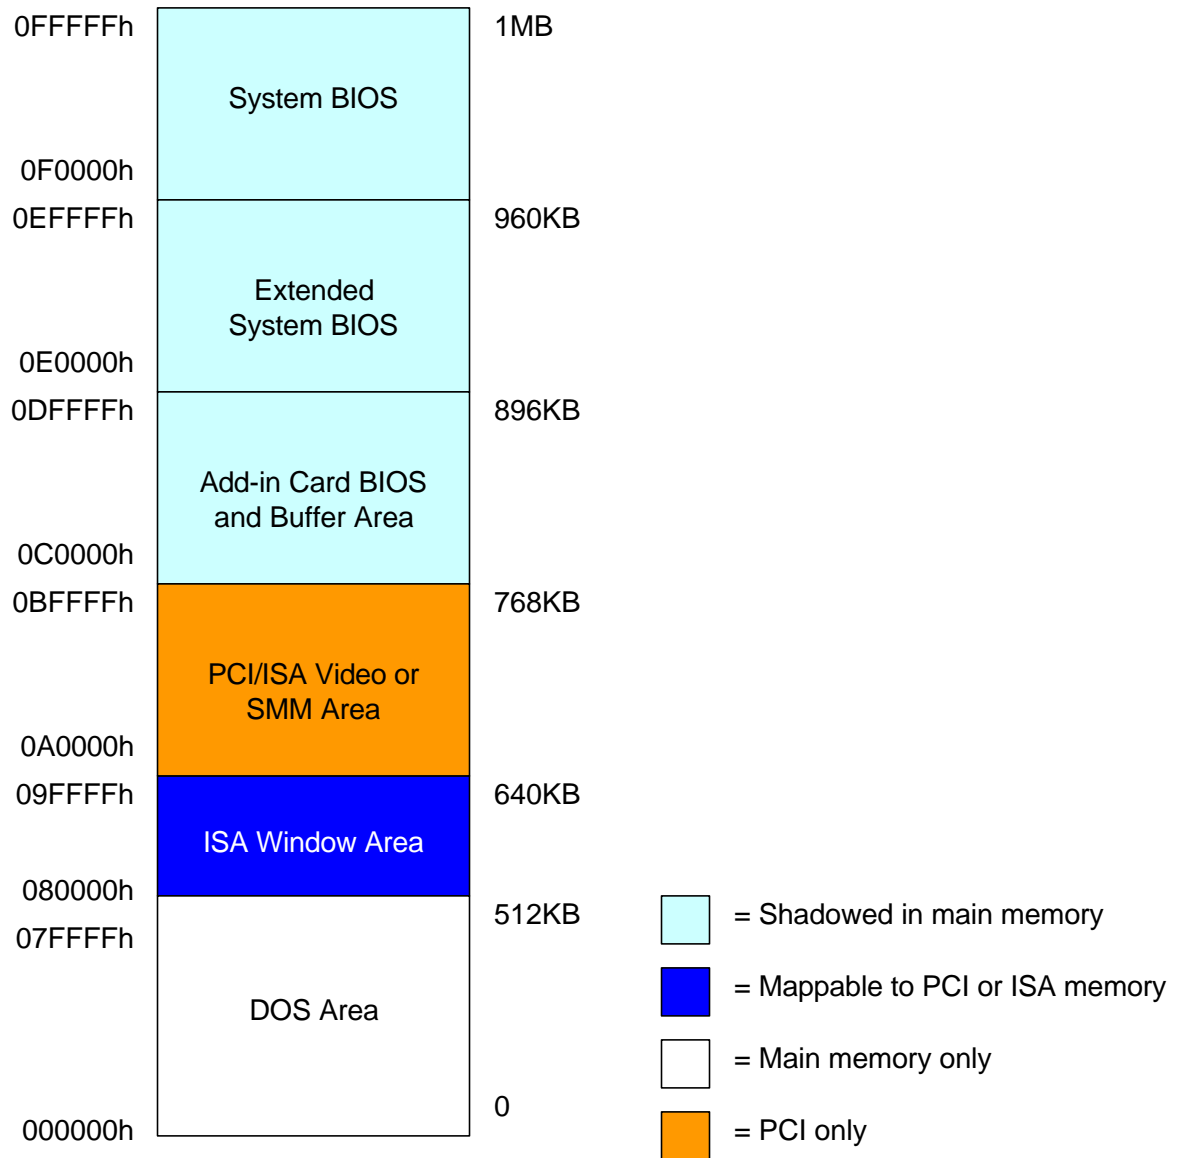 0FFFFFh
1MB
System BIOS
0F0000h
0EFFFFh
960KB
Extended
System BIOS
0E0000h
0DFFFFh
896KB
Add-in Card BIOS
and Buffer Area
0C0000h
0BFFFFh
768KB
PCI/ISA Video or
SMM Area
0A0000h
09FFFFh
640KB
ISA Window Area
080000h
512KB
07FFFFh
DOS Area
0
000000h
= Shadowed in main memory
= Mappable to PCI or ISA memory
= Main memory only
= PCI only